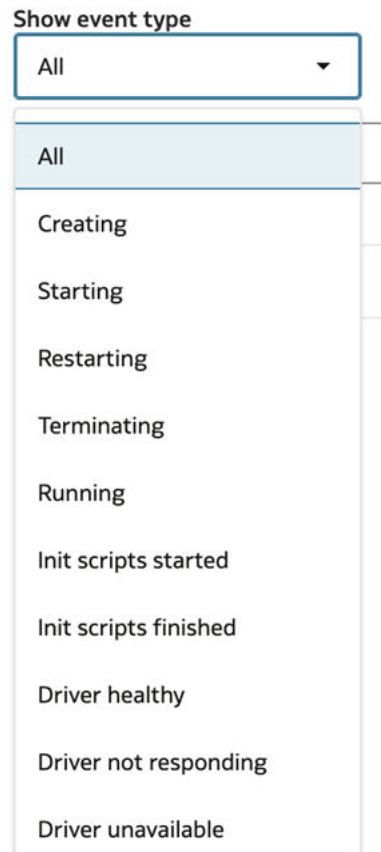 Show event type
All
All
Creating
Starting
Restarting
Terminating
Running
Init scripts started
Init scripts finished
Driver healthy
Driver not responding
Driver unavailable